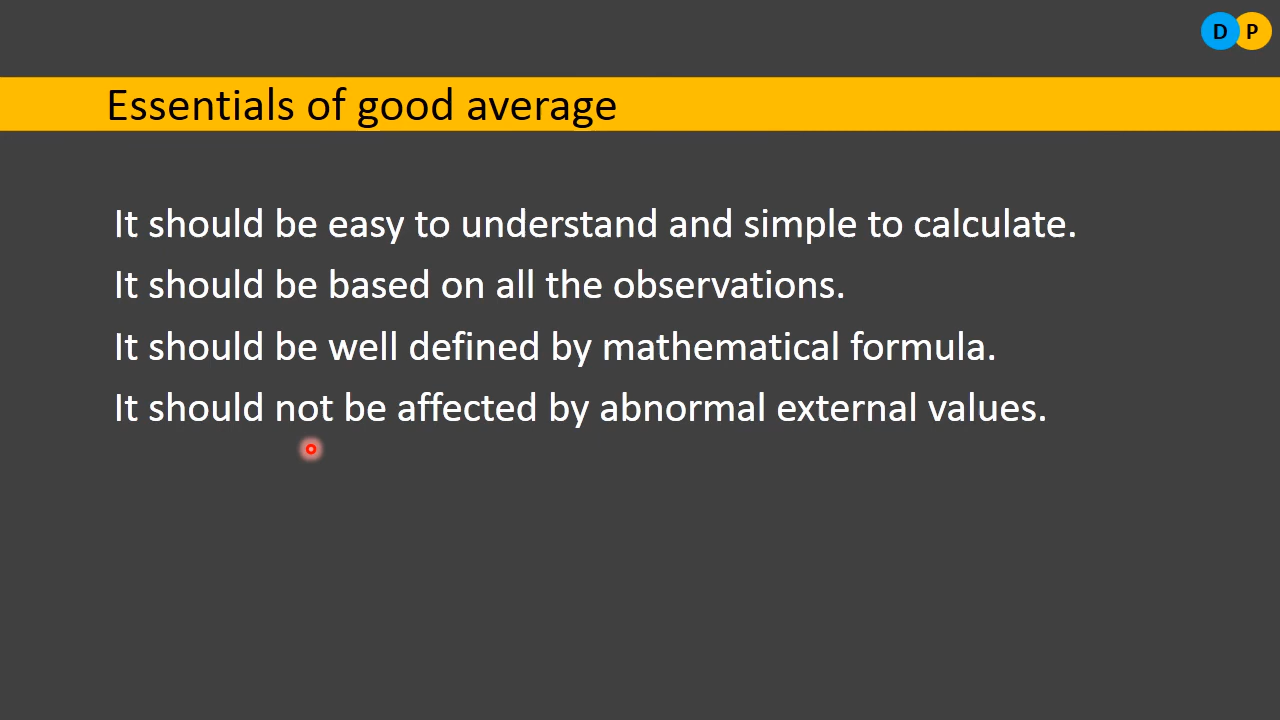 D P
Essentials of good average
It should be easy to understand and simple to calculate.
It should be based on all the observations.
It should be well defined by mathematical formula.
It should not be affected by abnormal external values.